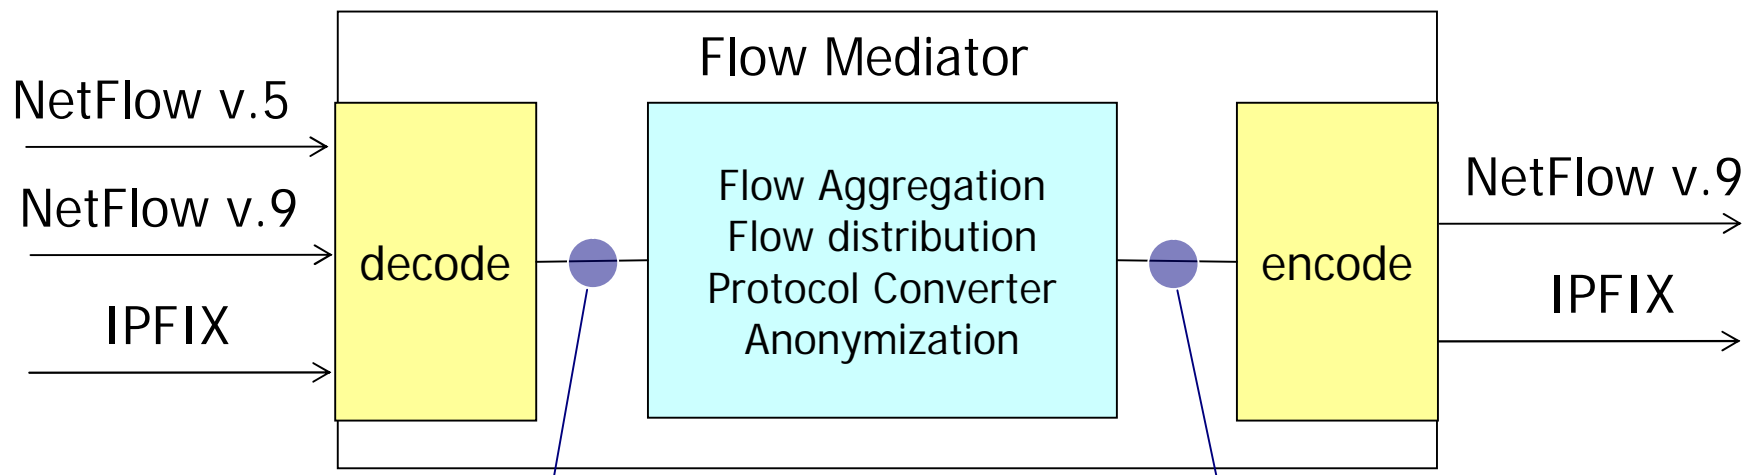 Flow Mediator
NetFlow v.5
NetFlow v.9
IPFIX
decode
Flow Aggregation
Flow distribution
Protocol Converter
Anonymization
encode
NetFlow v.9
IPFIX